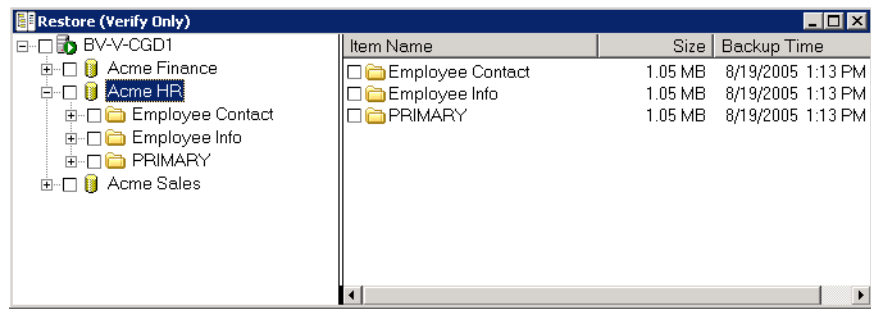 Restore (Verify Only)
BV-V-CGD1
Acme Finance
Acme HR
Employee Contact
Employee Info
PRIMARY
Acme Sales
Item Name Size Backup Time
Employee Contact 1.05 MB 8/19/2005 1:13 PM
Employee Info 1.05 MB 8/19/2005 1:13 PM
PRIMARY 1.05 MB 8/19/2005 1:13 PM